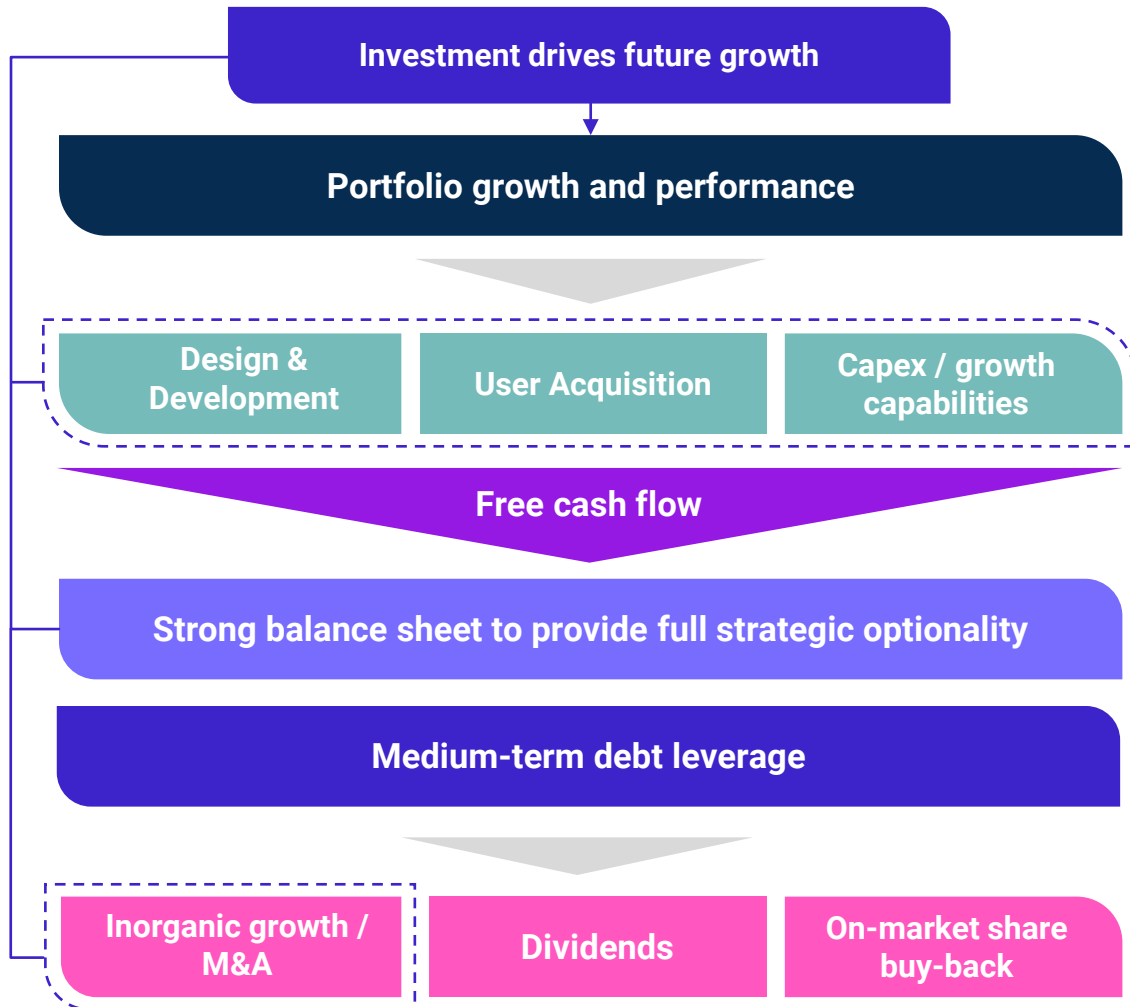 Investment drives future growth
Portfolio growth and performance
Design &
Development
User Acquisition
Capex / growth
capabilities
Free cash flow
Strong balance sheet to provide full strategic optionality
Medium-term debt leverage
Inorganic growth /
M&A
Dividends
On-market share
buy-back